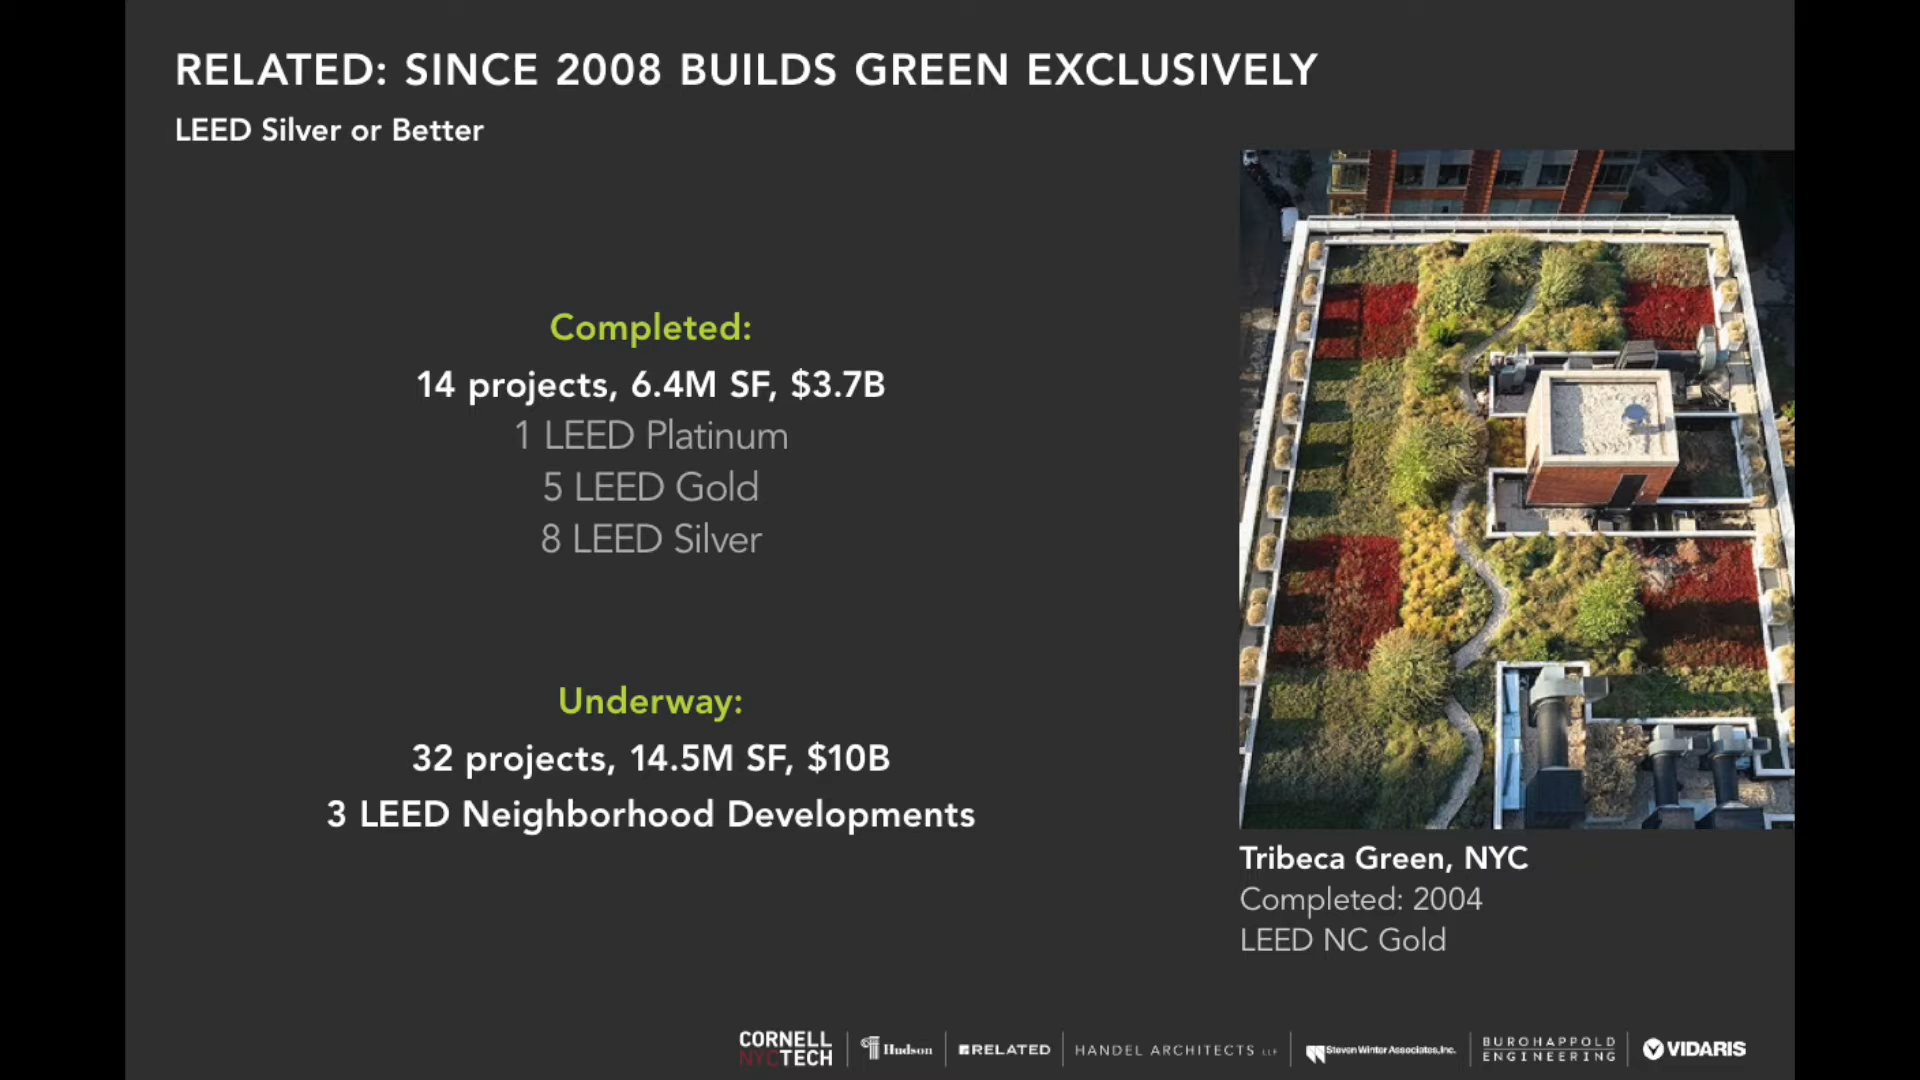 RELATED: SINCE 2008 BUILDS GREEN EXCLUSIVELY
LEED Silver or Better
Completed:
14 projects, 6.4M SF, $3.7B
1 LEED Platinum
5 LEED Gold
8 LEED Silver
Underway:
32 projects, 14.5M SF, $10B
3 LEED Neighborhood Developments
Tribeca Green, NYC
Completed: 2004
LEED NC Gold
CORNELL
NYCTECH
Hudson
RELATED
HANDEL ARCHITECTS LLP
Steven Winter Associates, Inc.
BUROHAPPOLD
ENGINEERING
VIDARIS